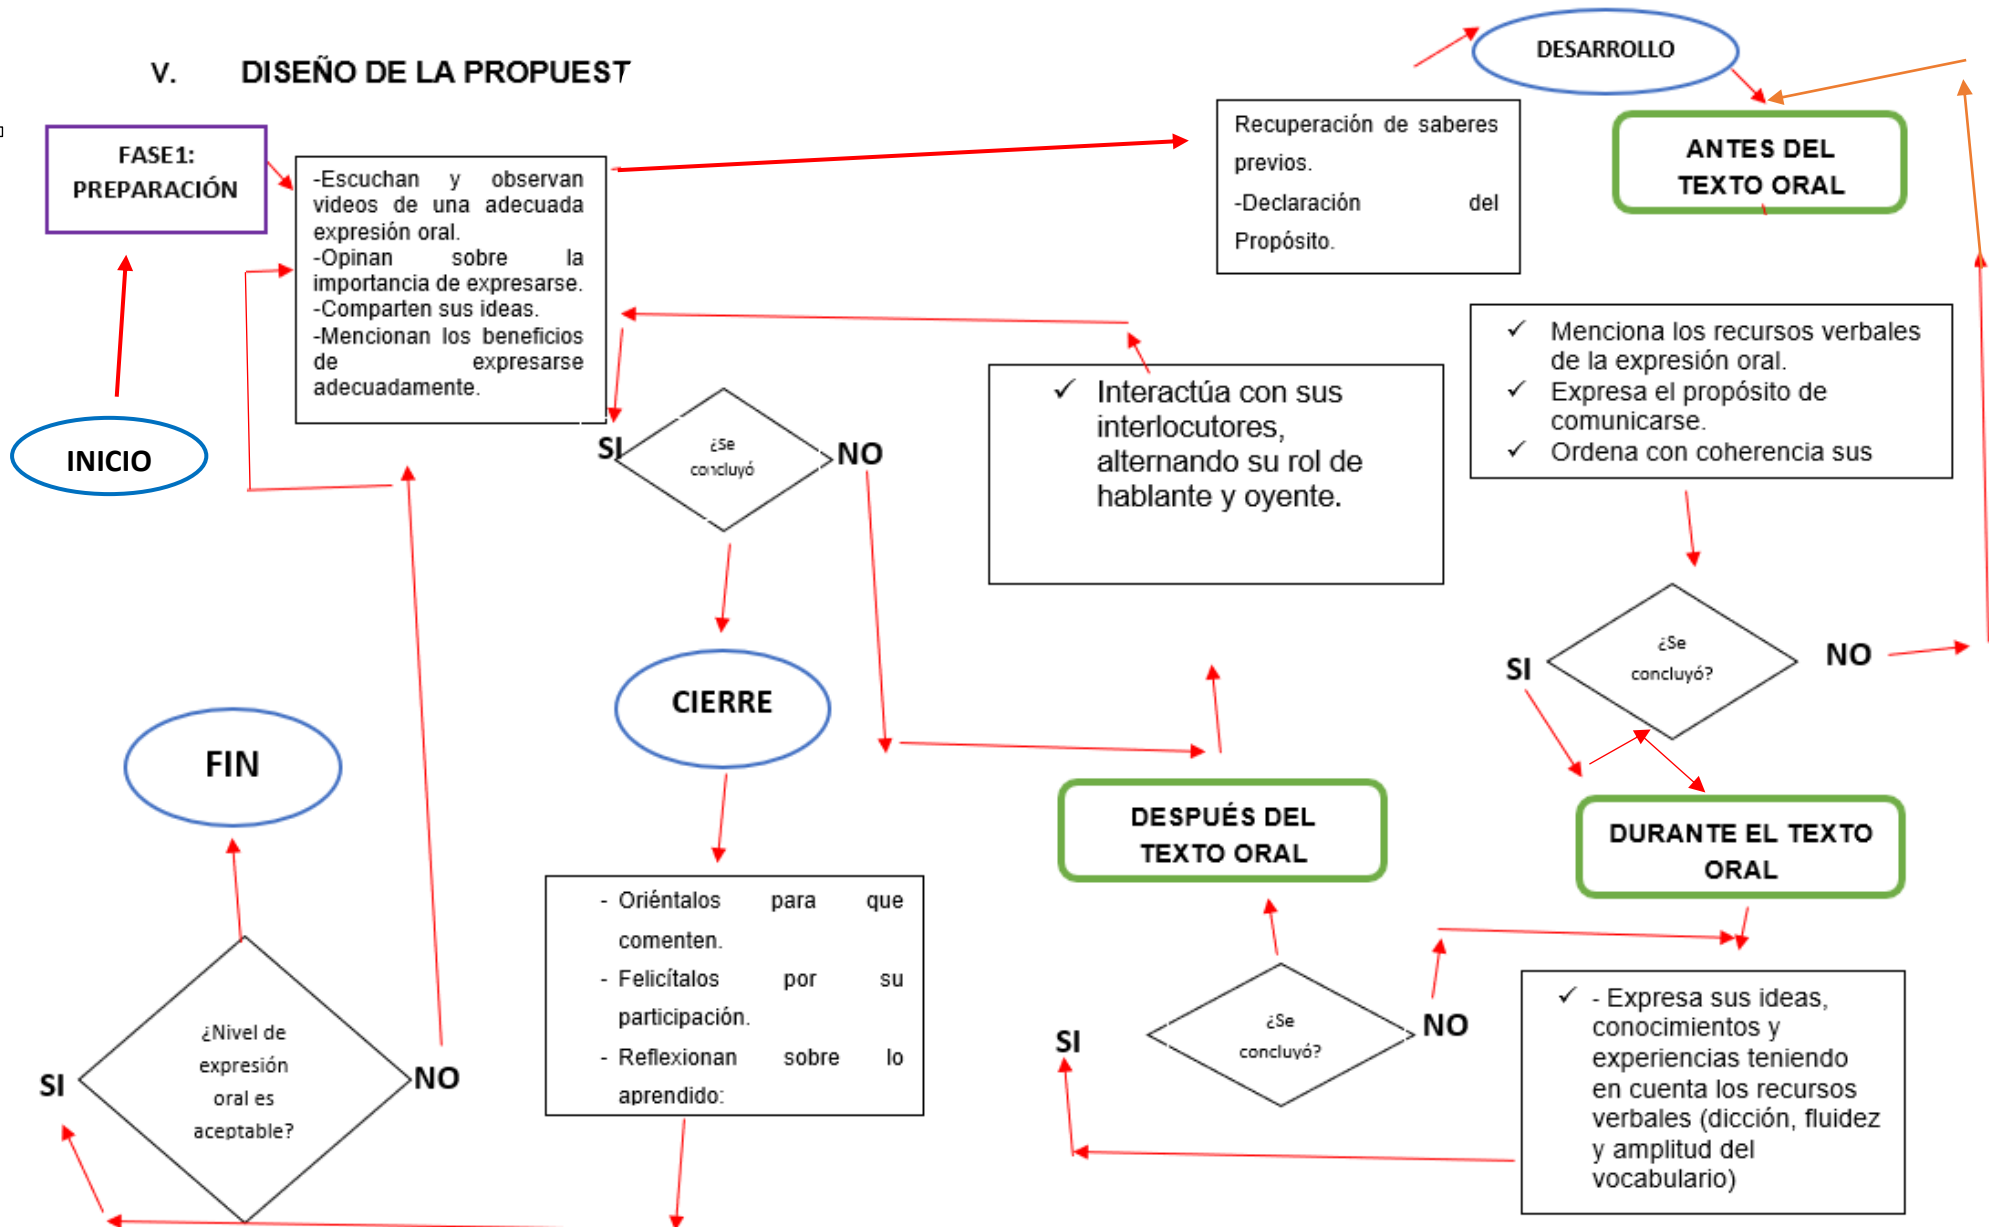 V. DISEÑO DE LA PROPUEST
FASE1:
PREPARACIÓN
INICIO
-Escuchan y observan
videos de una adecuada
expresión oral.
-Opinan sobre la
importancia de expresarse.
-Comparten sus ideas.
-Mencionan los beneficios
de expresarse
adecuadamente.
Recuperación de saberes
previos.
-Declaración del
Propósito.
DESARROLLO
ANTES DEL
TEXTO ORAL
✓ Menciona los recursos verbales
de la expresión oral.
✓ Expresa el propósito de
comunicarse.
✓ Ordena con coherencia sus
¿Se
concluyó?
SI
NO
DURANTE EL TEXTO
ORAL
✓ - Expresa sus ideas,
conocimientos y
experiencias teniendo
en cuenta los recursos
verbales (dicción, fluidez
y amplitud del
vocabulario)
¿Se
concluyó?
SI
NO
DESPUÉS DEL
TEXTO ORAL
✓ Interactúa con sus
interlocutores,
alternando su rol de
hablante y oyente.
SI
¿Se
concluyó
NO
CIERRE
- Oriéntalos para que
comenten.
- Felicítalos por su
participación.
- Reflexionan sobre lo
aprendido:
¿Nivel de
expresión
oral es
aceptable?
SI
NO
FIN